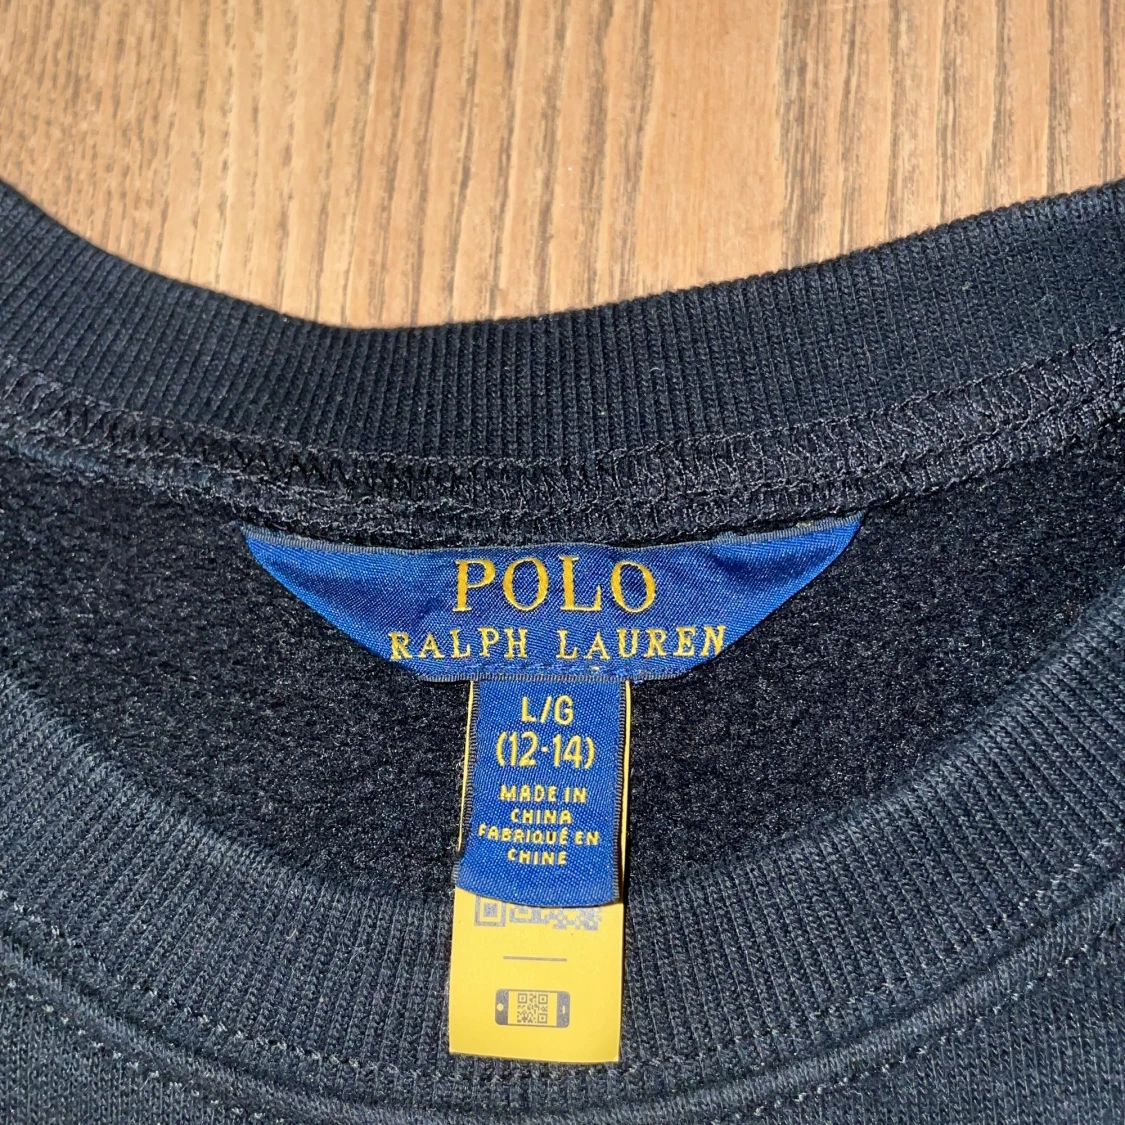 POLO
RALPH LAUREN
L/G
(12-14)
MADE IN
CHINA
FABRIQUÉ EN
CHINE